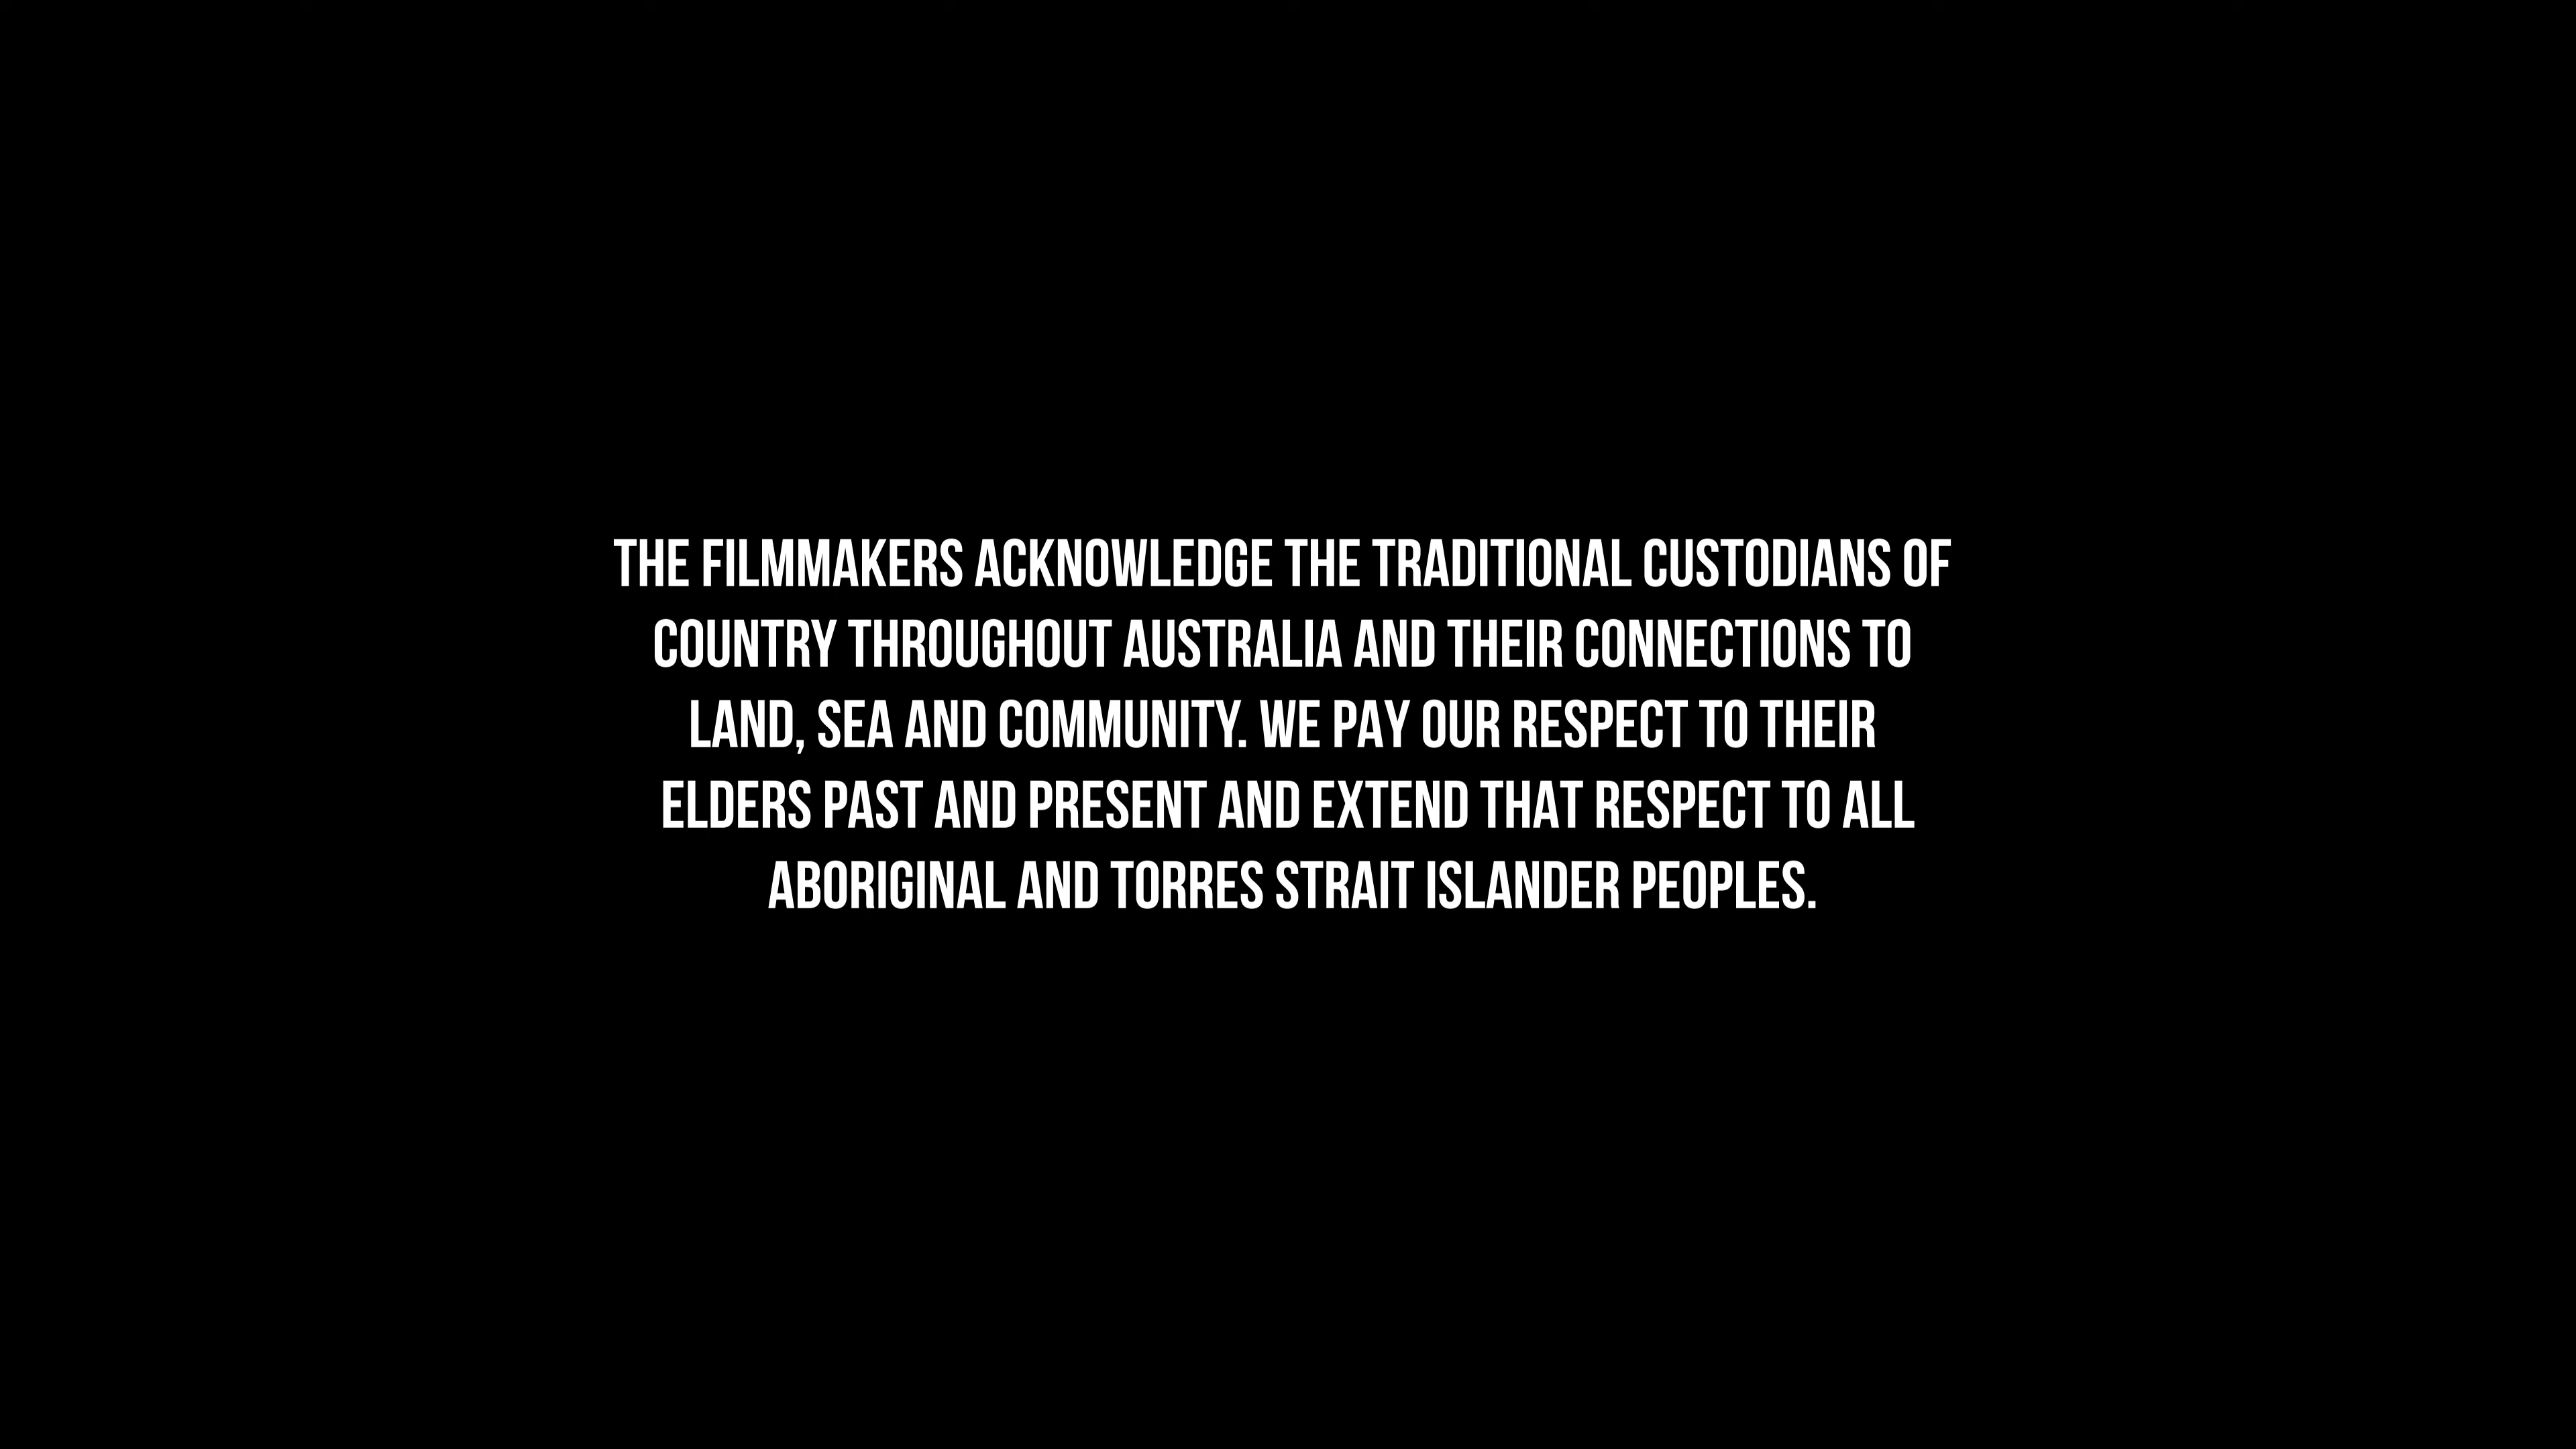 THE FILMMAKERS ACKNOWLEDGE THE TRADITIONAL CUSTODIANS OF
COUNTRY THROUGHOUT AUSTRALIA AND THEIR CONNECTIONS TO
LAND, SEA AND COMMUNITY. WE PAY OUR RESPECT TO THEIR
ELDERS PAST AND PRESENT AND EXTEND THAT RESPECT TO ALL
ABORIGINAL AND TORRES STRAIT ISLANDER PEOPLES.